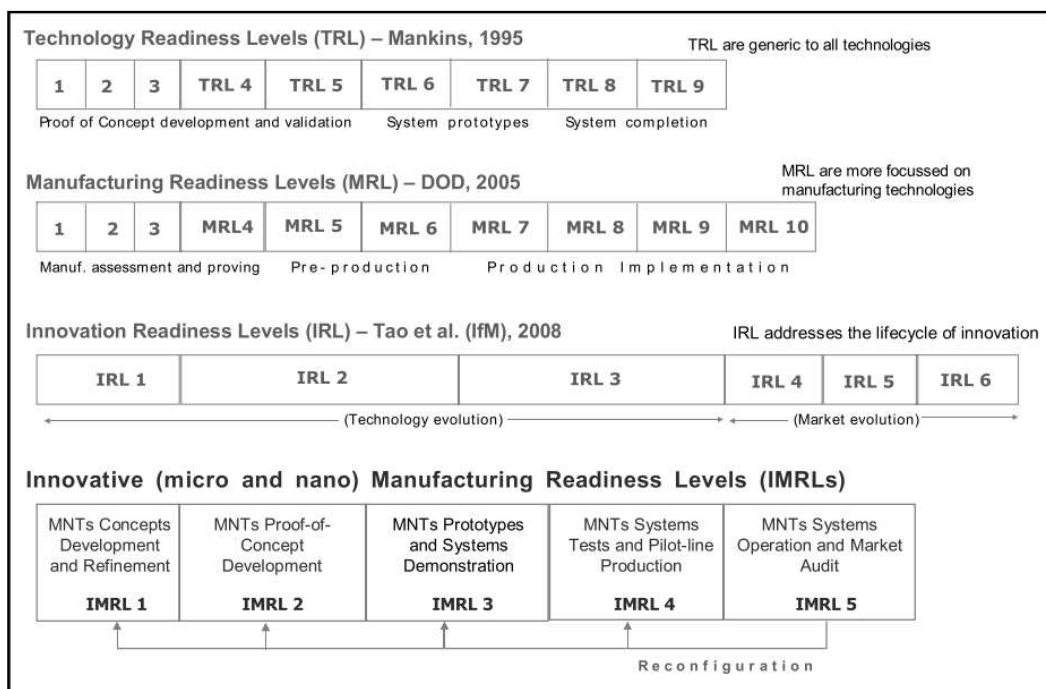 Technology Readiness Levels (TRL) – Mankins, 1995
TRL are generic to all technologies
1 2 3 TRL 4 TRL 5 TRL 6 TRL 7 TRL 8 TRL 9
Proof of Concept development and validation System prototypes System completion
Manufacturing Readiness Levels (MRL) – DOD, 2005
MRL are more focussed on
manufacturing technologies
1 2 3 MRL4 MRL 5 MRL 6 MRL 7 MRL 8 MRL 9 MRL 10
Manuf. assessment and proving Pre-production Production Implementation
Innovation Readiness Levels (IRL) – Tao et al. (IfM), 2008
IRL addresses the lifecycle of innovation
IRL 1 IRL 2 IRL 3 IRL 4 IRL 5 IRL 6
(Technology evolution) (Market evolution)
Innovative (micro and nano) Manufacturing Readiness Levels (IMRLs)
MNTs Concepts
Development
and Refinement
IMRL 1
MNTs Proof-of-
Concept
Development
IMRL 2
MNTs Prototypes
and Systems
Demonstration
IMRL 3
MNTs Systems
Tests and Pilot-line
Production
IMRL 4
MNTs Systems
Operation and Market
Audit
IMRL 5
Reconfiguration